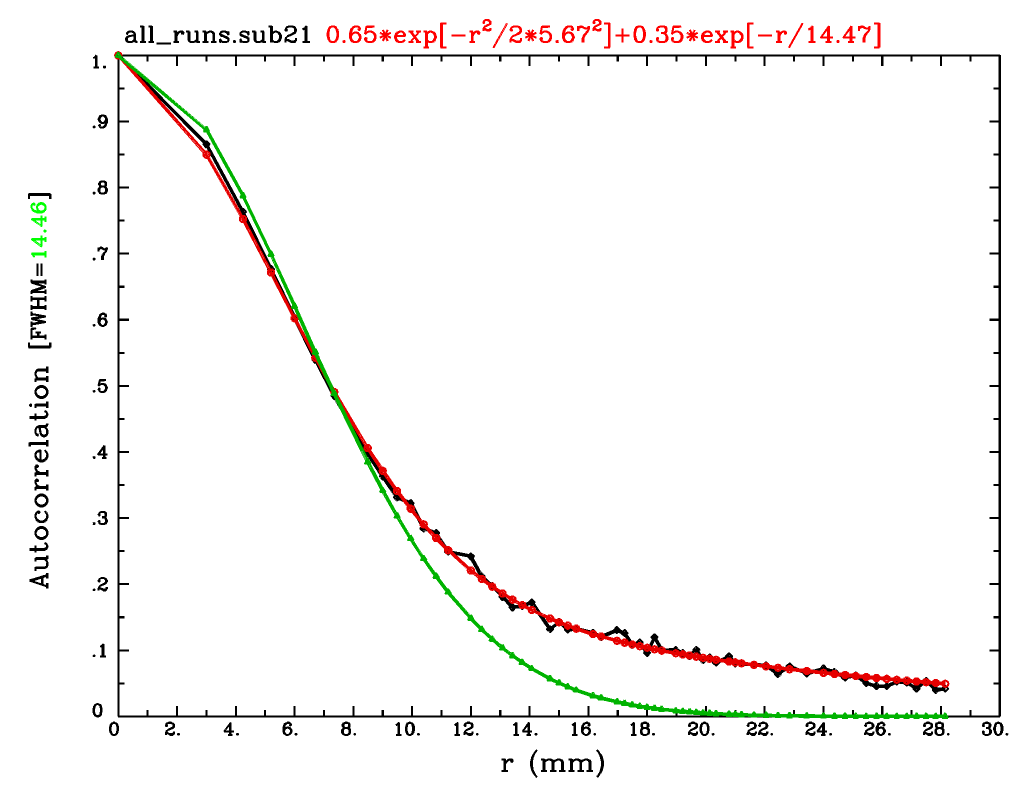 all_runs.sub21 0.65*exp[-r²/2*5.67²]+0.35*exp[-r/14.47]
1.
.9
.8
.7
.6
.5
.4
.3
.2
.1
0
Autocorrelation [FWHM=14.46]
0. 2. 4. 6. 8. 10. 12. 14. 16. 18. 20. 22. 24. 26. 28. 30.
r (mm)